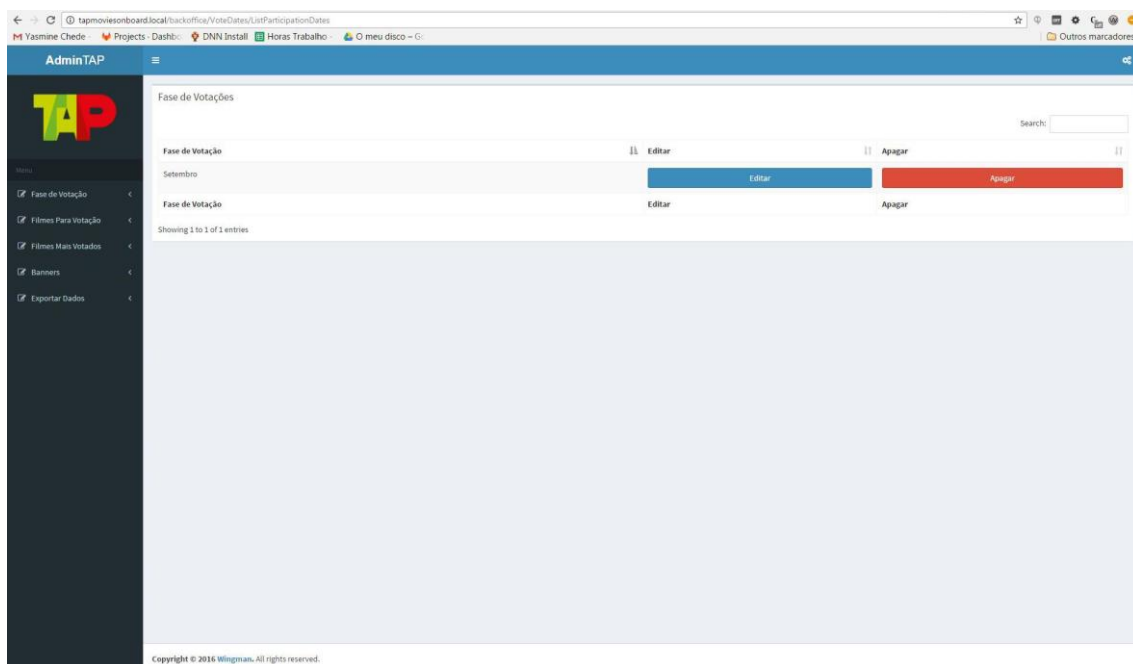 tapmoviesonboard.local/backoffice/VoteDates/ListParticipationDates
Yasmine Chede - Projects · Dashbo DNN Install Horas Trabalho - O meu disco – Go
Outros marcadores
AdminTAP
TAP
Fase de Votações
Search:
Fase de Votação Editar Apagar
Setembro Editar Apagar
Fase de Votação Editar Apagar
Showing 1 to 1 of 1 entries
Menu
Fase de Votação
Filmes Para Votação
Filmes Mais Votados
Banners
Exportar Dados
Copyright © 2016 Wingman. All rights reserved.